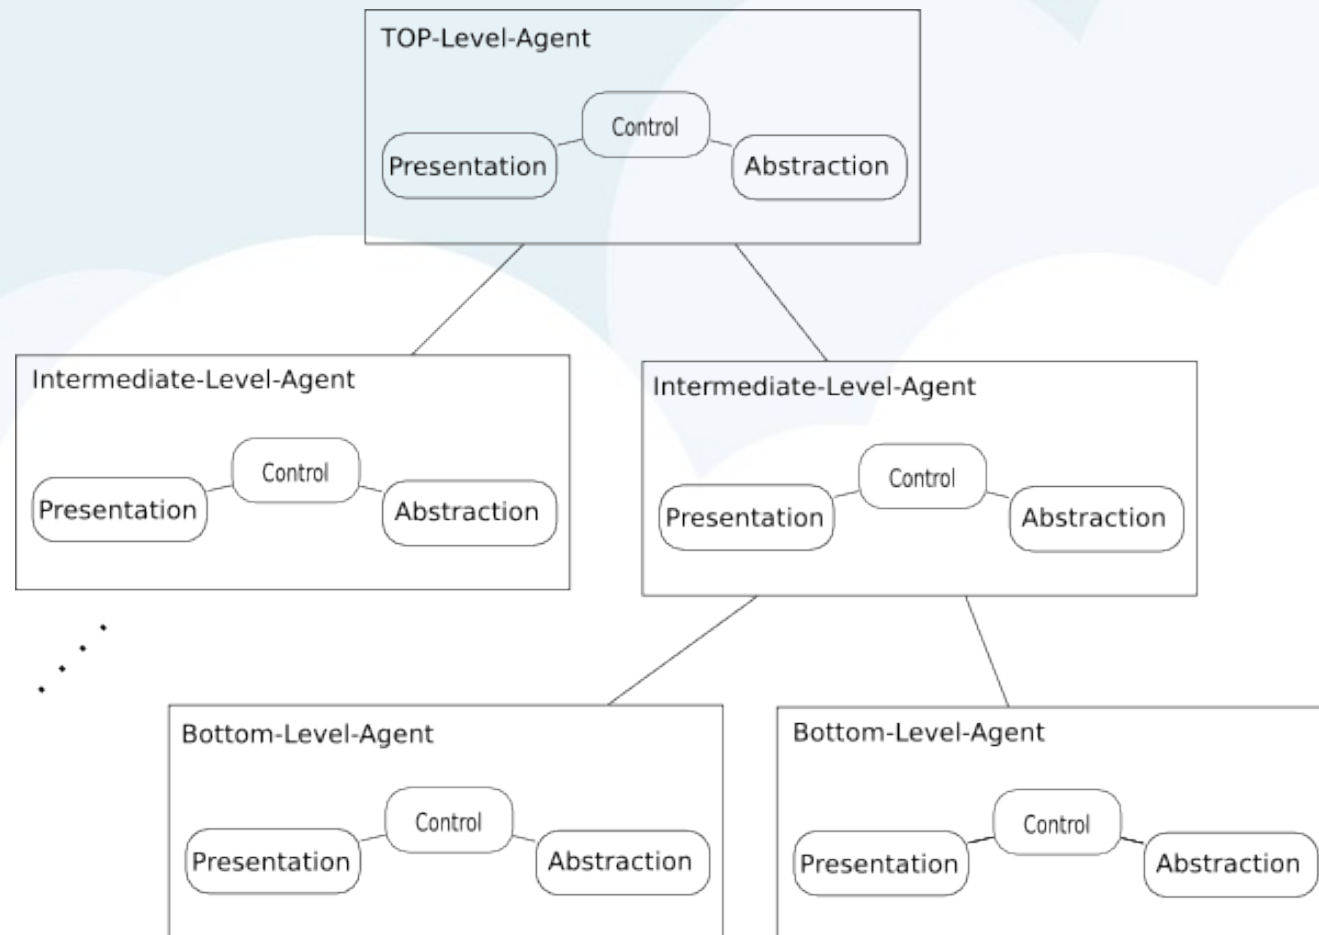 TOP-Level-Agent
Control
Presentation
Abstraction
Intermediate-Level-Agent
Control
Presentation
Abstraction
Intermediate-Level-Agent
Control
Presentation
Abstraction
Bottom-Level-Agent
Control
Presentation
Abstraction
Bottom-Level-Agent
Control
Presentation
Abstraction